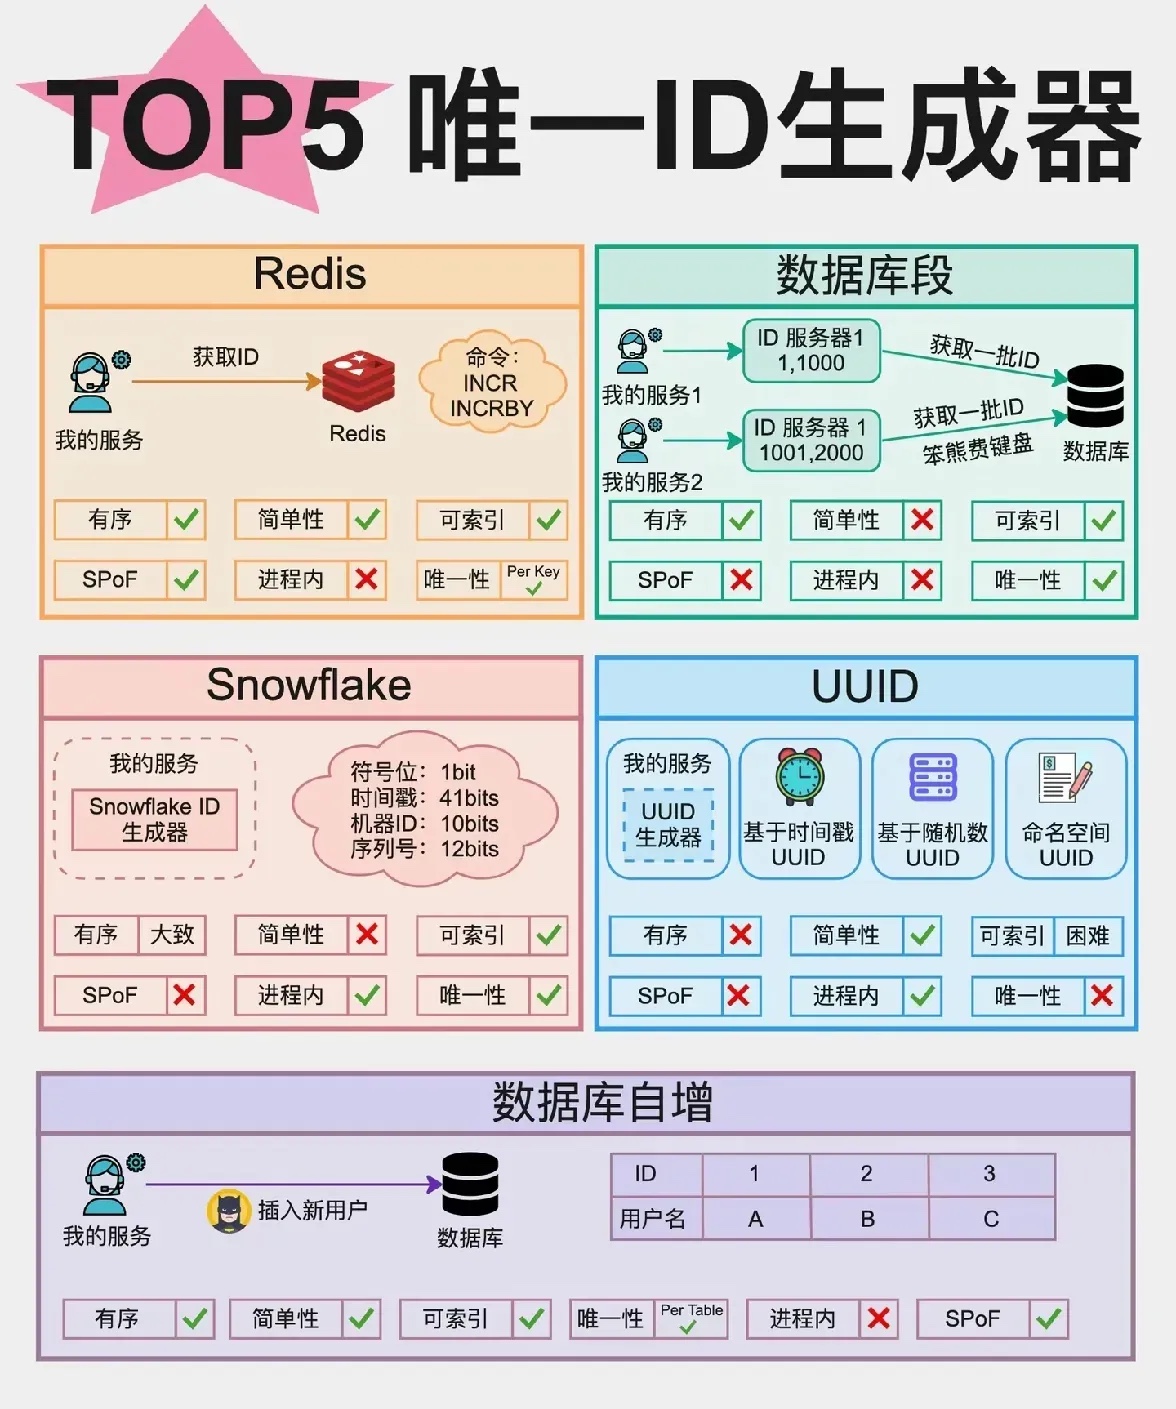 TOP5 唯一ID生成器
Redis
获取ID
我的服务
Redis
命令：
INCR
INCRBY
有序
简单性
可索引
SPoF
进程内
唯一性
Per Key
数据库段
我的服务1
ID 服务器1
1,1000
获取一批ID
我的服务2
ID 服务器 1
1001,2000
获取一批ID
笨熊费键盘
数据库
有序
简单性
可索引
SPoF
进程内
唯一性
Snowflake
我的服务
Snowflake ID
生成器
符号位：1bit
时间戳：41bits
机器ID：10bits
序列号：12bits
有序
大致
简单性
可索引
SPoF
进程内
唯一性
UUID
我的服务
UUID
生成器
基于时间戳
UUID
基于随机数
UUID
命名空间
UUID
有序
简单性
可索引
困难
SPoF
进程内
唯一性
数据库自增
我的服务
插入新用户
数据库
ID 1 2 3
用户名 A B C
有序
简单性
可索引
唯一性
Per Table
进程内
SPoF